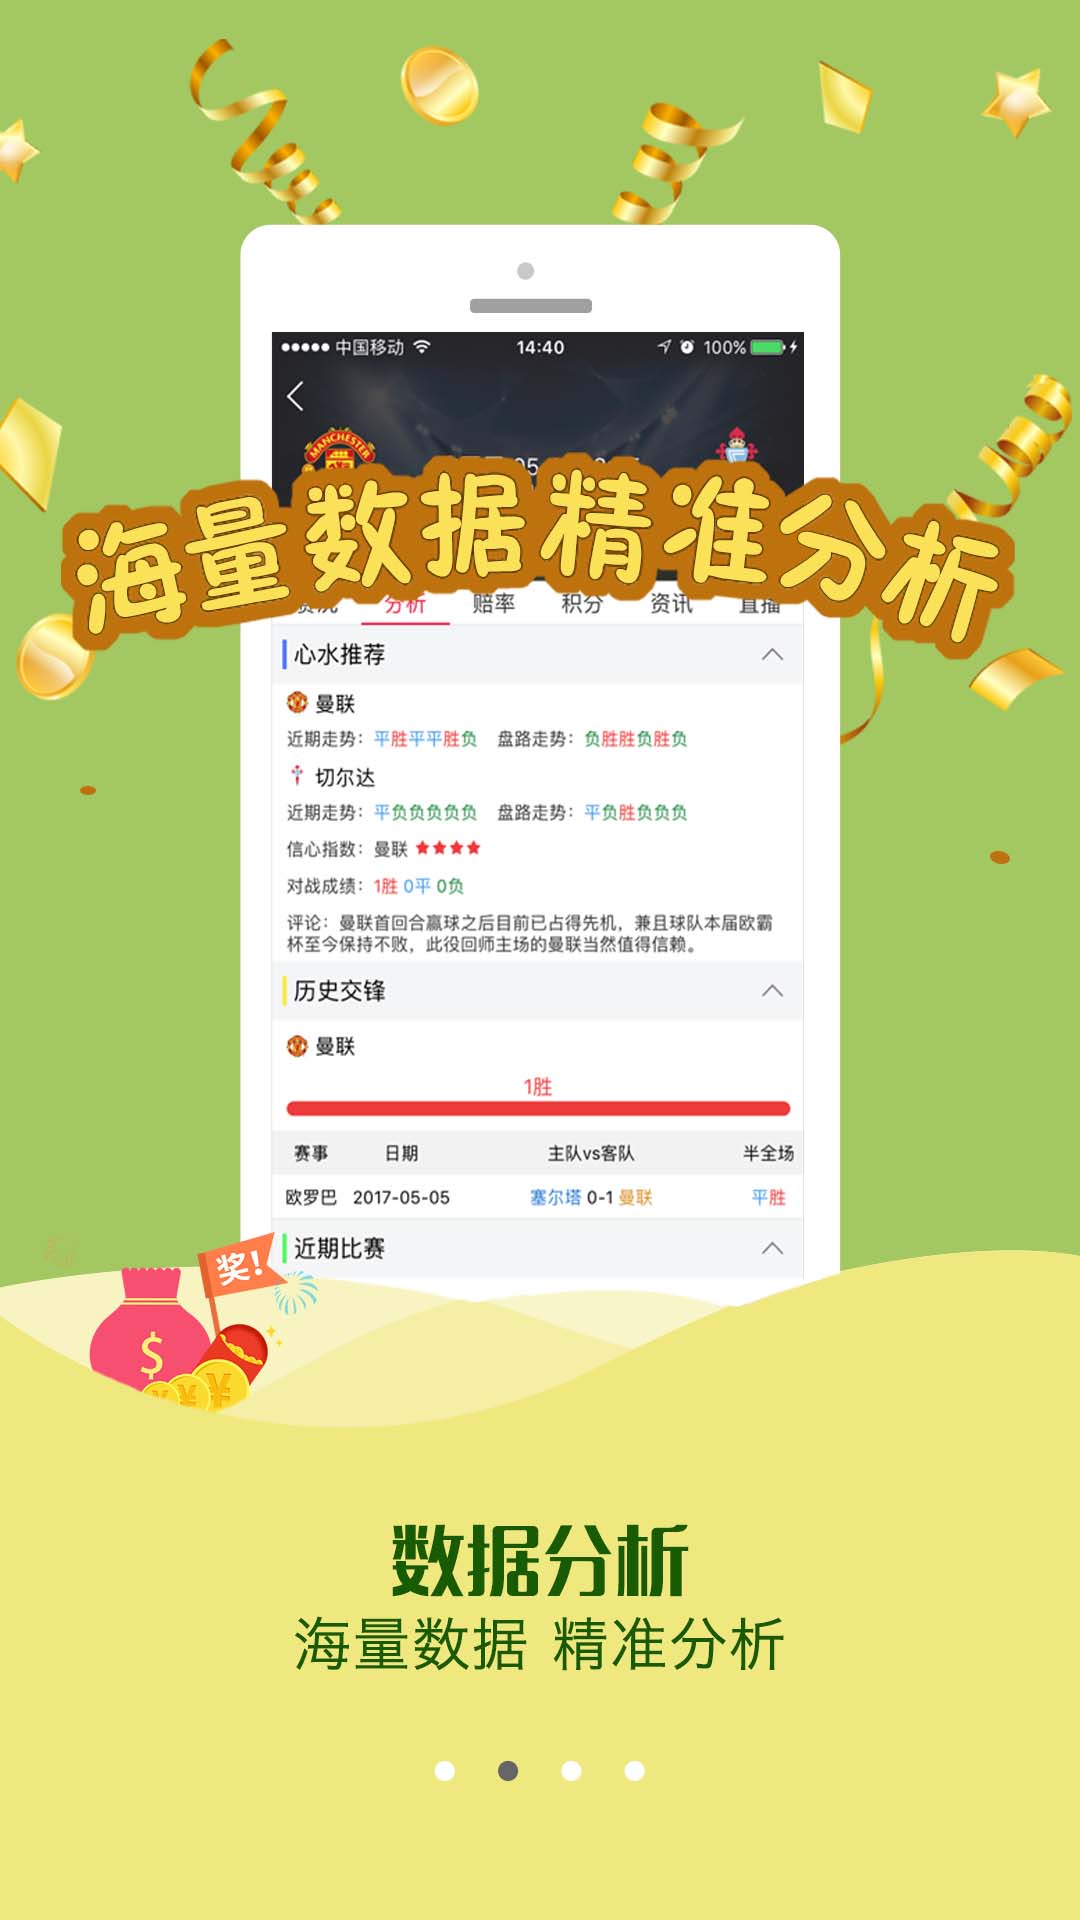 中国移动 14:40 100%
MANCHESTER
海量数据精准分析
分析 赔率 积分 资讯 直播
心水推荐
曼联
近期走势：平胜平平胜负 盘路走势：负胜胜负胜负
切尔达
近期走势：平负负负负负 盘路走势：平负胜负负负
信心指数：曼联 ★★★★
对战成绩：1胜 0平 0负
评论：曼联首回合赢球之后目前已占得先机，兼且球队本届欧霸
杯至今保持不败，此役回师主场的曼联当然值得信赖。
历史交锋
曼联
1胜
赛事 日期 主队vs客队 半全场
欧罗巴 2017-05-05 塞尔塔 0-1 曼联 平胜
近期比赛
奖!
$
¥ ¥ ¥
数据分析
海量数据 精准分析